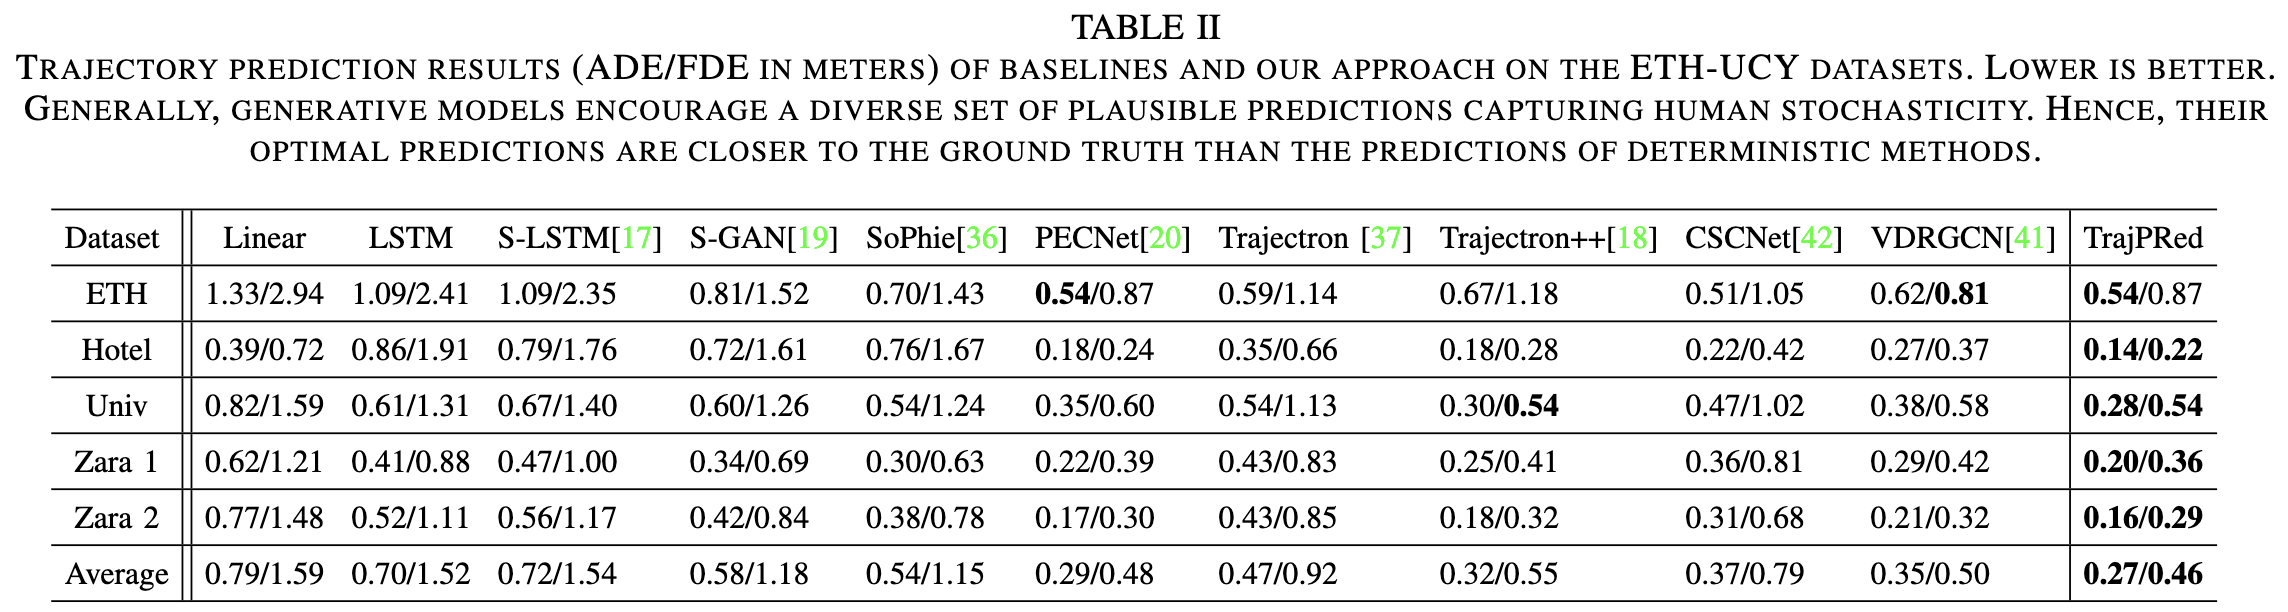 TABLE II
TRAJECTORY PREDICTION RESULTS (ADE/FDE IN METERS) OF BASELINES AND OUR APPROACH ON THE ETH-UCY DATASETS. LOWER IS BETTER.
GENERALLY, GENERATIVE MODELS ENCOURAGE A DIVERSE SET OF PLAUSIBLE PREDICTIONS CAPTURING HUMAN STOCHASTICITY. HENCE, THEIR
OPTIMAL PREDICTIONS ARE CLOSER TO THE GROUND TRUTH THAN THE PREDICTIONS OF DETERMINISTIC METHODS.
Dataset Linear LSTM S-LSTM[17] S-GAN[19] SoPhie[36] PECNet[20] Trajectron [37] Trajectron++[18] CSCNet[42] VDRGCN[41] TrajPRed
ETH 1.33/2.94 1.09/2.41 1.09/2.35 0.81/1.52 0.70/1.43 0.54/0.87 0.59/1.14 0.67/1.18 0.51/1.05 0.62/0.81 0.54/0.87
Hotel 0.39/0.72 0.86/1.91 0.79/1.76 0.72/1.61 0.76/1.67 0.18/0.24 0.35/0.66 0.18/0.28 0.22/0.42 0.27/0.37 0.14/0.22
Univ 0.82/1.59 0.61/1.31 0.67/1.40 0.60/1.26 0.54/1.24 0.35/0.60 0.54/1.13 0.30/0.54 0.47/1.02 0.38/0.58 0.28/0.54
Zara 1 0.62/1.21 0.41/0.88 0.47/1.00 0.34/0.69 0.30/0.63 0.22/0.39 0.43/0.83 0.25/0.41 0.36/0.81 0.29/0.42 0.20/0.36
Zara 2 0.77/1.48 0.52/1.11 0.56/1.17 0.42/0.84 0.38/0.78 0.17/0.30 0.43/0.85 0.18/0.32 0.31/0.68 0.21/0.32 0.16/0.29
Average 0.79/1.59 0.70/1.52 0.72/1.54 0.58/1.18 0.54/1.15 0.29/0.48 0.47/0.92 0.32/0.55 0.37/0.79 0.35/0.50 0.27/0.46